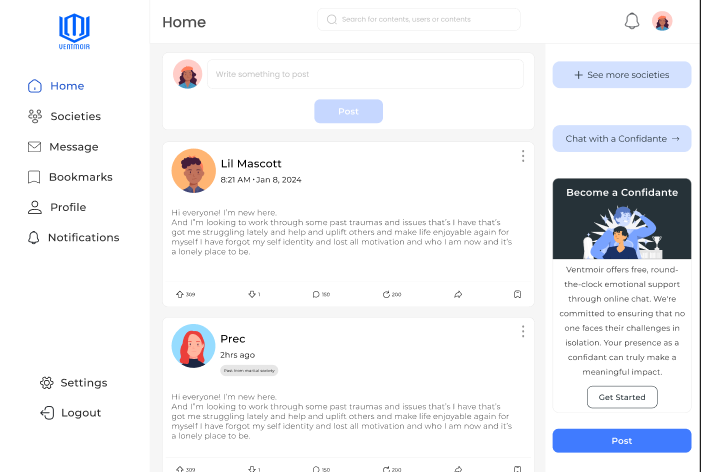 VENTMOIR
Home
Societies
Message
Bookmarks
Profile
Notifications
Settings
Logout
Home
Search for contents, users or contents
Write something to post
Post
Lil Mascott
8:21 AM • Jan 8, 2024
Hi everyone! I'm new here.
And I"m looking to work through some past traumas and issues that's I have that's
got me struggling lately and help and uplift others and make life enjoyable again for
myself I have forgot my self identity and lost all motivation and who I am now and it's
a lonely place to be.
309 1 150 200
Prec
2hrs ago
Post from marital society
Hi everyone! I'm new here.
And I"m looking to work through some past traumas and issues that's I have that's
got me struggling lately and help and uplift others and make life enjoyable again for
myself I have forgot my self identity and lost all motivation and who I am now and it's
a lonely place to be.
309 1 150 200
+ See more societies
Chat with a Confidante →
Become a Confidante
Ventmoir offers free, round-
the-clock emotional support
through online chat. We're
committed to ensuring that no
one faces their challenges in
isolation. Your presence as a
confidant can truly make a
meaningful impact.
Get Started
Post